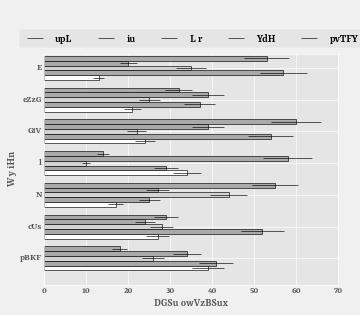 upL iu L r YdH pvTFY
E
eZzG
GlV
l
N
cUs
pBKF
W y iHn
0 10 20 30 40 50 60 70
DGSu owVzBSux